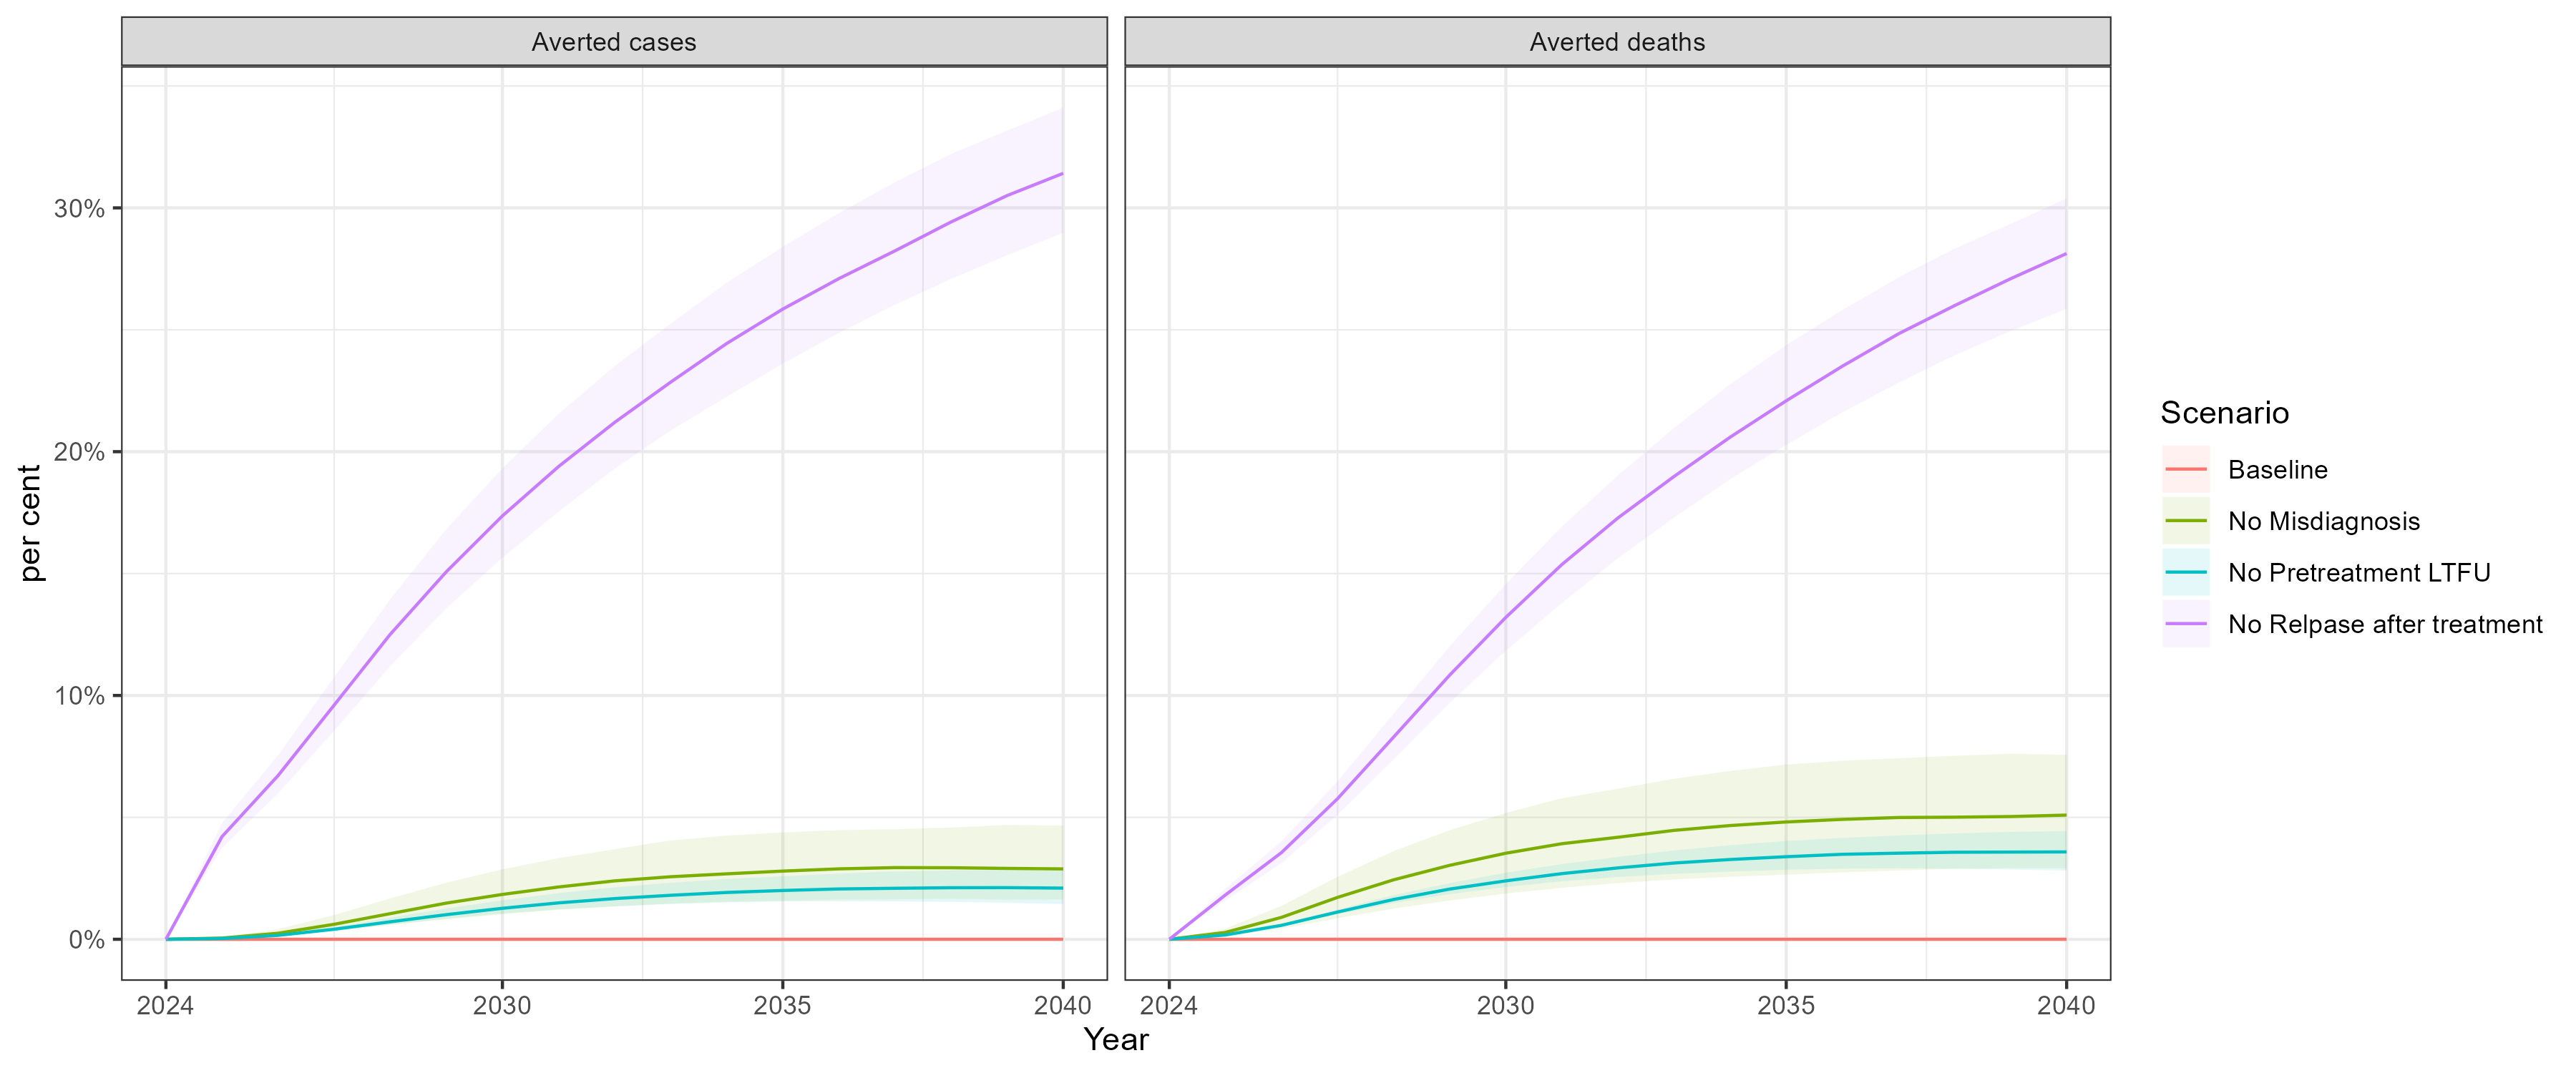 Averted cases
Averted deaths
per cent
30%
20%
10%
0%
2024
2030
2035
2040
2024
2030
2035
2040
Year
Scenario
Baseline
No Misdiagnosis
No Pretreatment LTFU
No Relpase after treatment